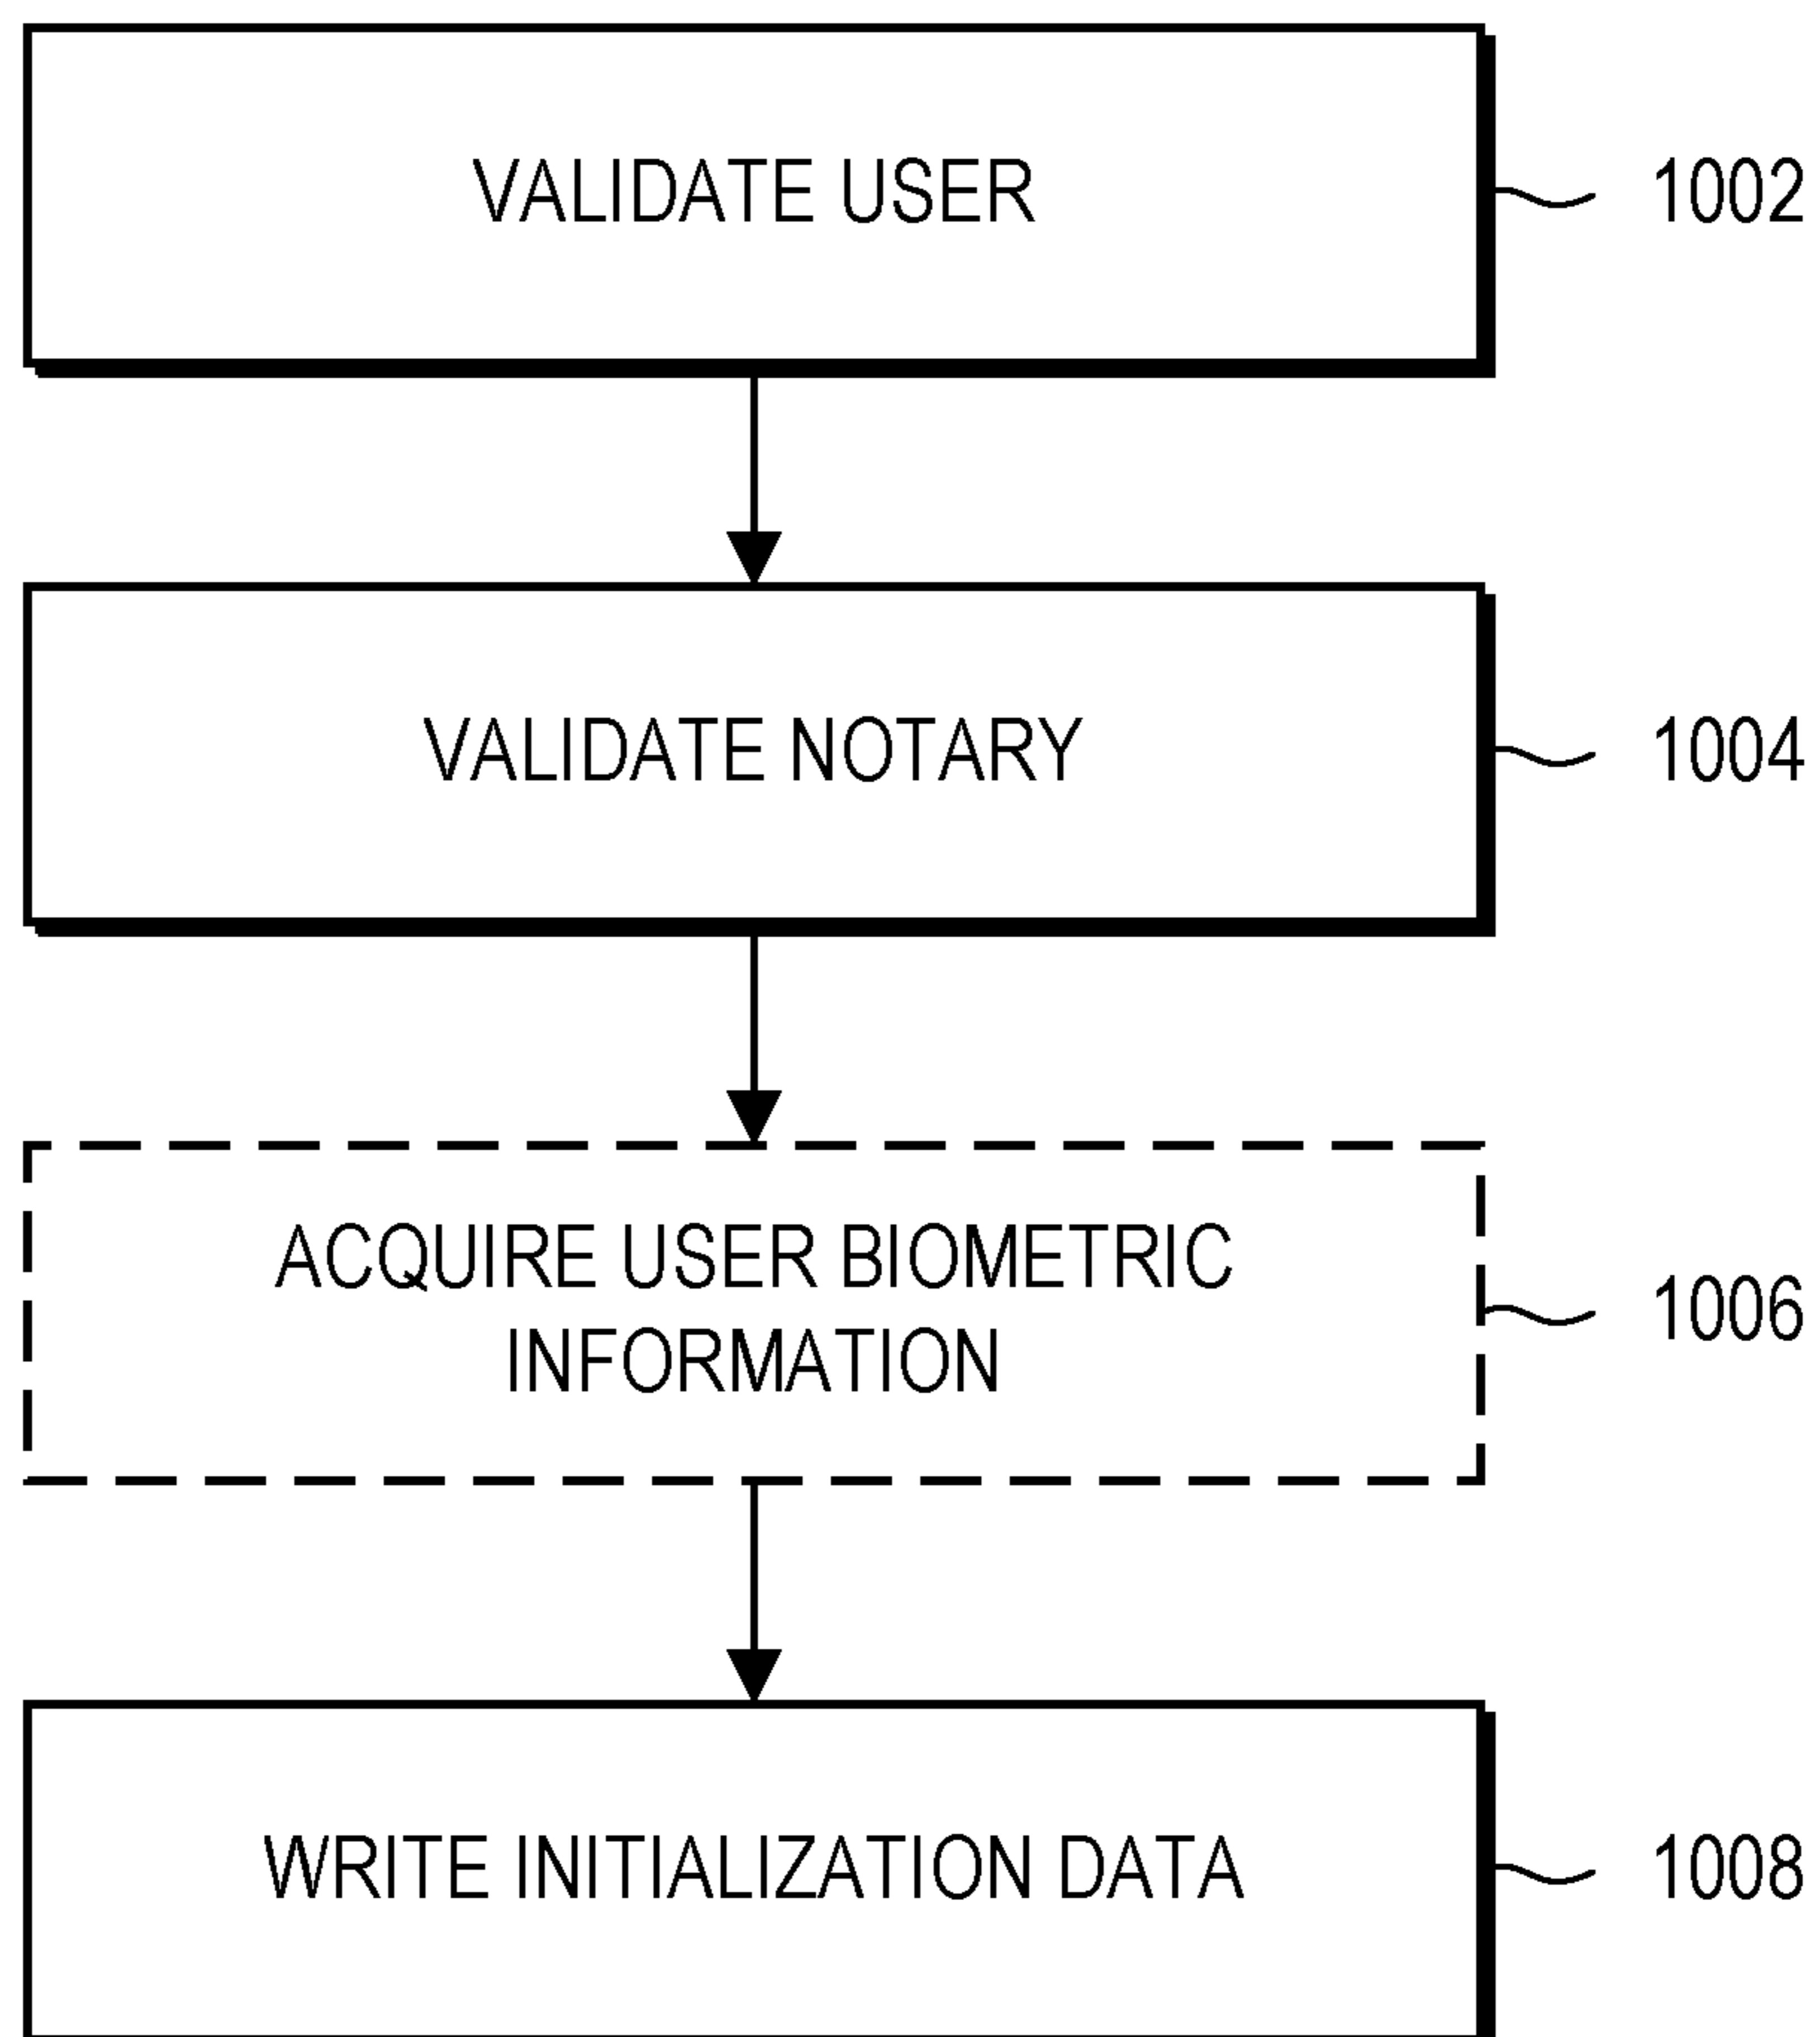 VALIDATE USER
1002
VALIDATE NOTARY
1004
ACQUIRE USER BIOMETRIC
INFORMATION
1006
WRITE INITIALIZATION DATA
1008